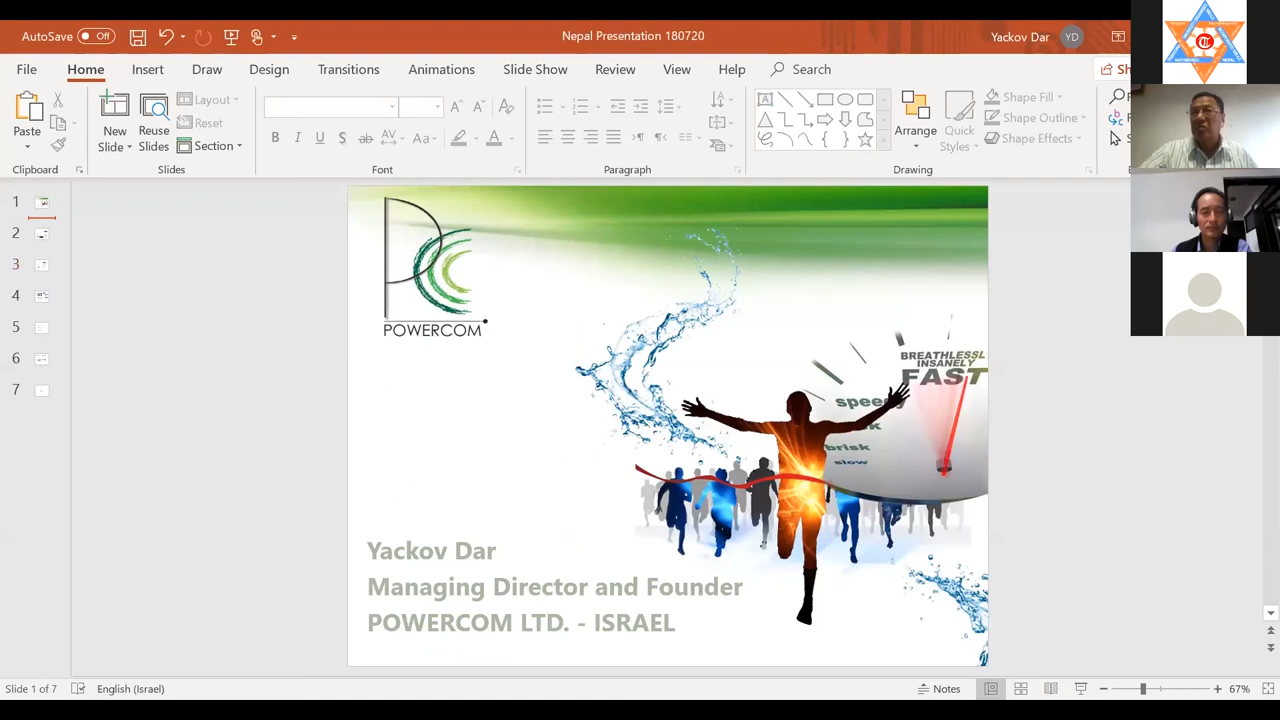 AutoSave Off
Nepal Presentation 180720
Yackov Dar YD
File Home Insert Draw Design Transitions Animations Slide Show Review View Help Search
Paste
New Slide
Reuse Slides
Layout
Reset
Section
Aa
Arrange
Quick Styles
Shape Fill
Shape Outline
Shape Effects
Clipboard Slides Font Paragraph Drawing
1
2
3
4
5
6
7
POWERCOM
BREATHLESSL
INSANELY
FAST
speedy
brisk
slow
Yackov Dar
Managing Director and Founder
POWERCOM LTD. - ISRAEL
Slide 1 of 7 English (Israel) Notes 67%